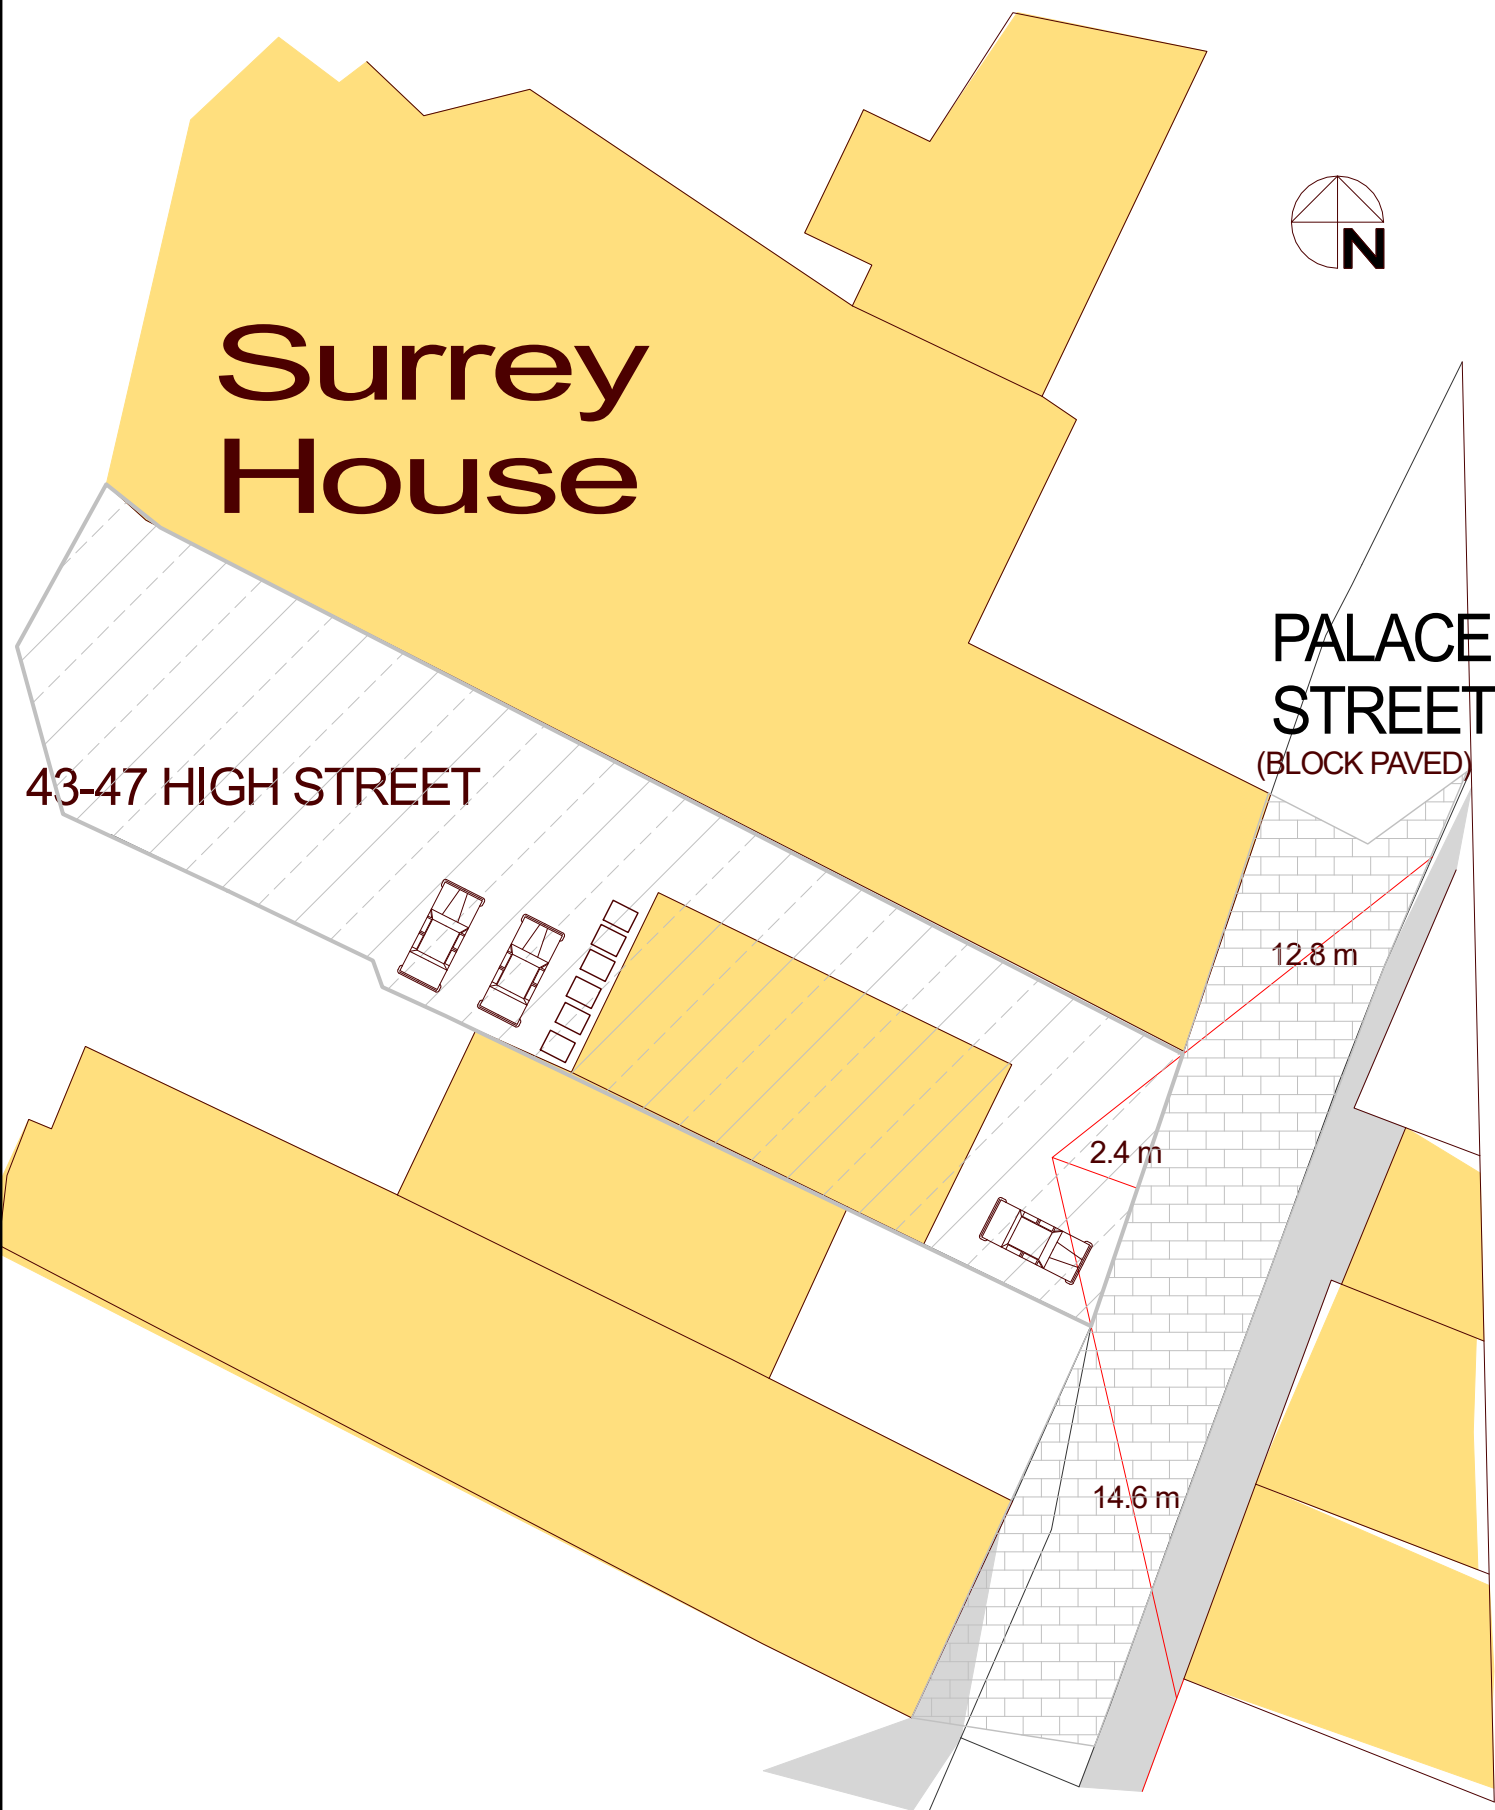 N
Surrey
House
PALACE
STREET
(BLOCK PAVED)
43-47 HIGH STREET
12.8 m
2.4 m
14.6 m